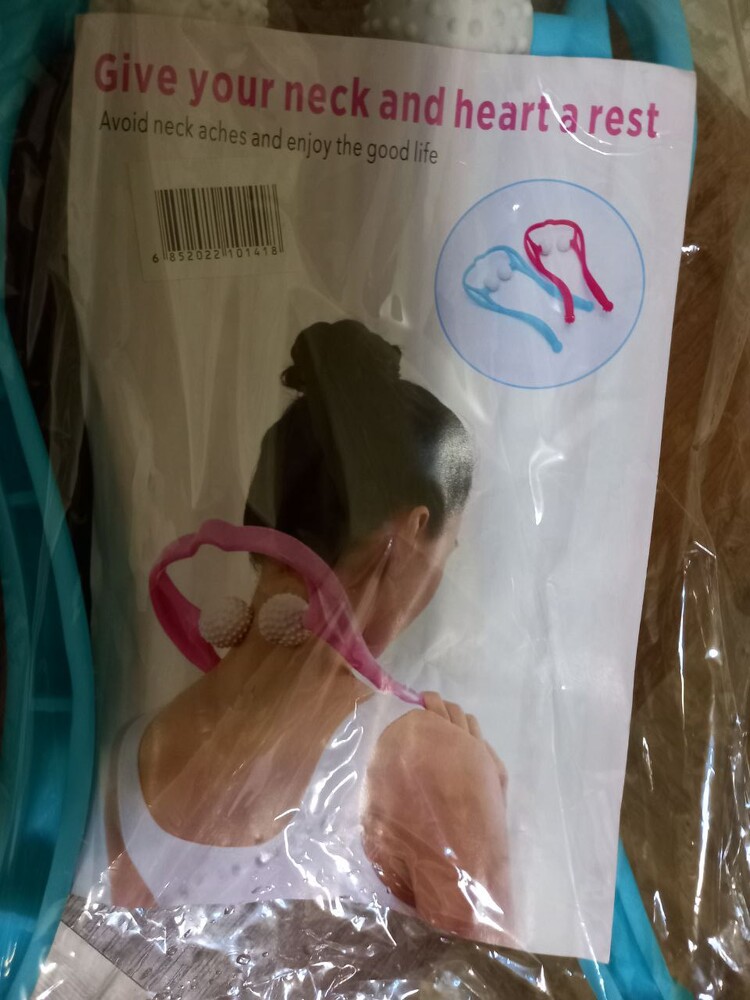 Give your neck and heart a rest
Avoid neck aches and enjoy the good life
6 852022 101418